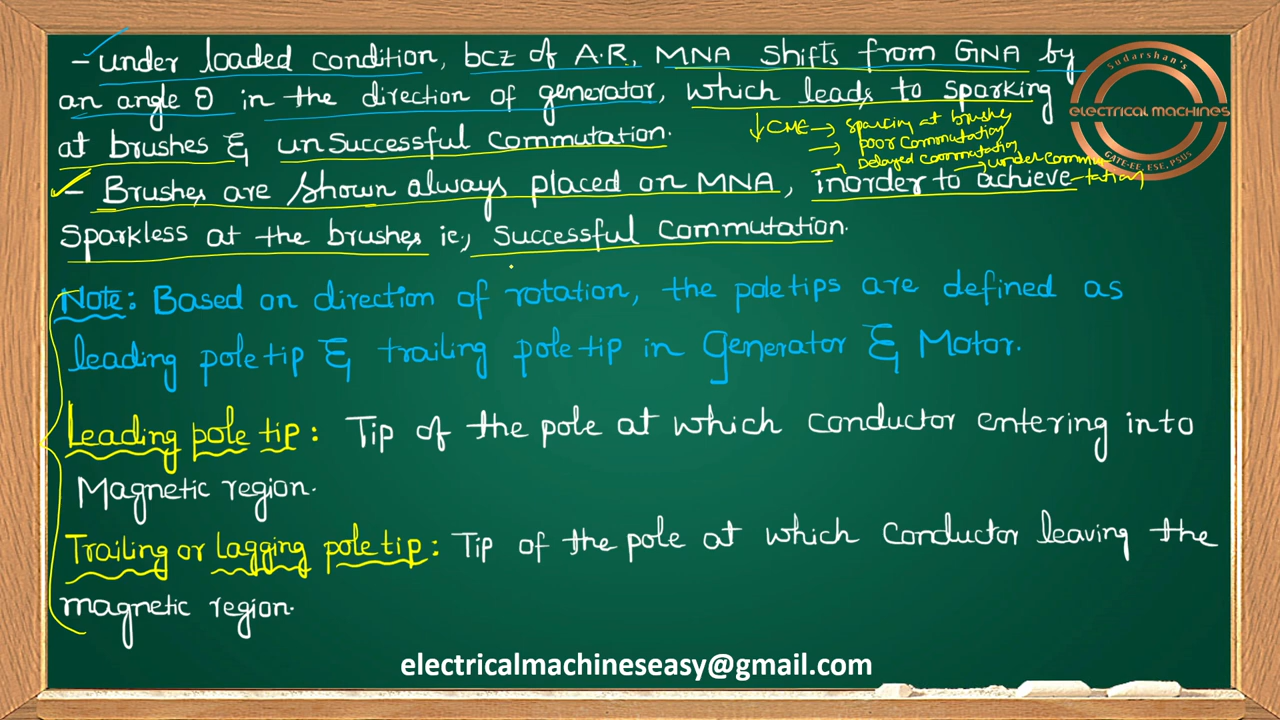 - under loaded condition, bcz of A.R, MNA shifts from GNA by
an angle θ in the direction of generator, which leads to sparking
at brushes & unSuccessful commutation.
↓ CME → sparcing at brushes
→ poor commutation
→ Delayed commutation → under commu-
tation
- Brushes are shown always placed on MNA, inorder to achieve
Sparkless at the brushes ie., successful commutation.
Note: Based on direction of rotation, the pole tips are defined as
leading pole tip & trailing pole tip in Generator & Motor.
Leading pole tip: Tip of the pole at which conductor entering into
Magnetic region.
Trailing or lagging pole tip: Tip of the pole at which conductor leaving the
magnetic region.
Sudarshan's
ELECTRICAL MACHINES
GATE-EE, ESE, PSUS
electricalmachineseasy@gmail.com